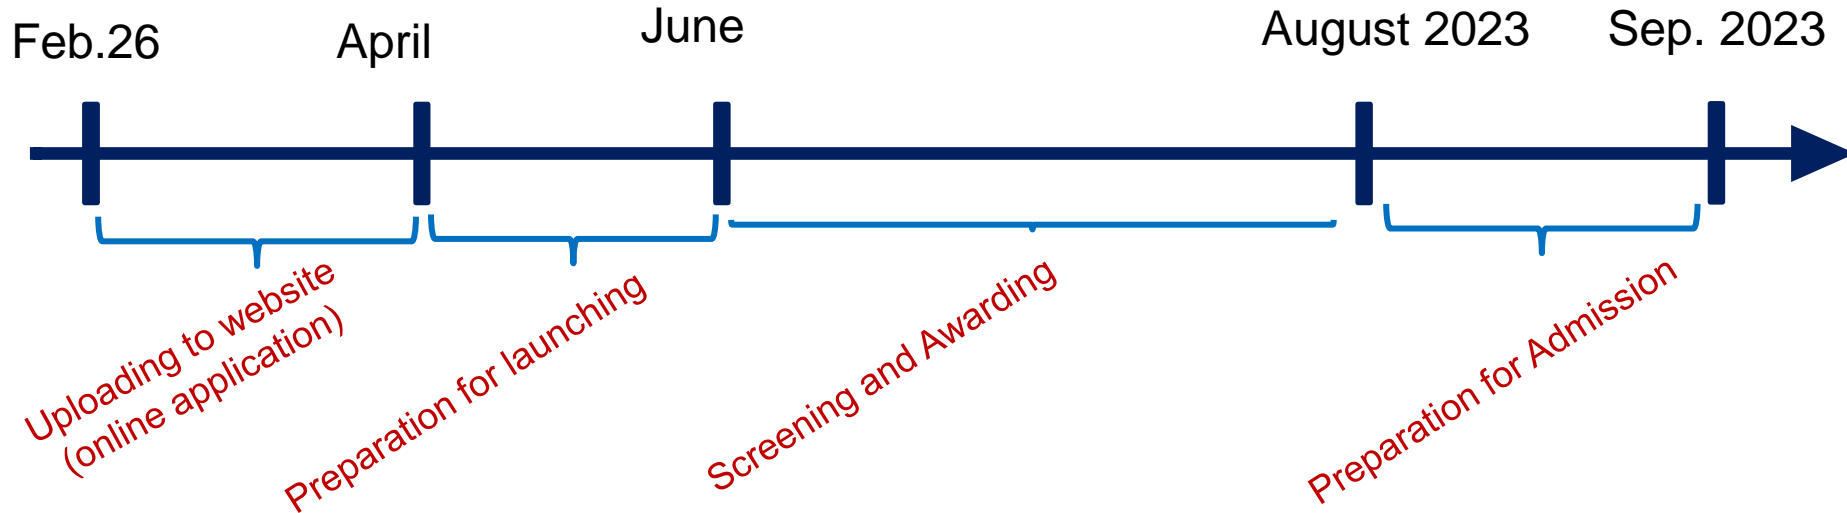 Feb.26
April
June
August 2023
Sep. 2023
Uploading to website
(online application)
Preparation for launching
Screening and Awarding
Preparation for Admission